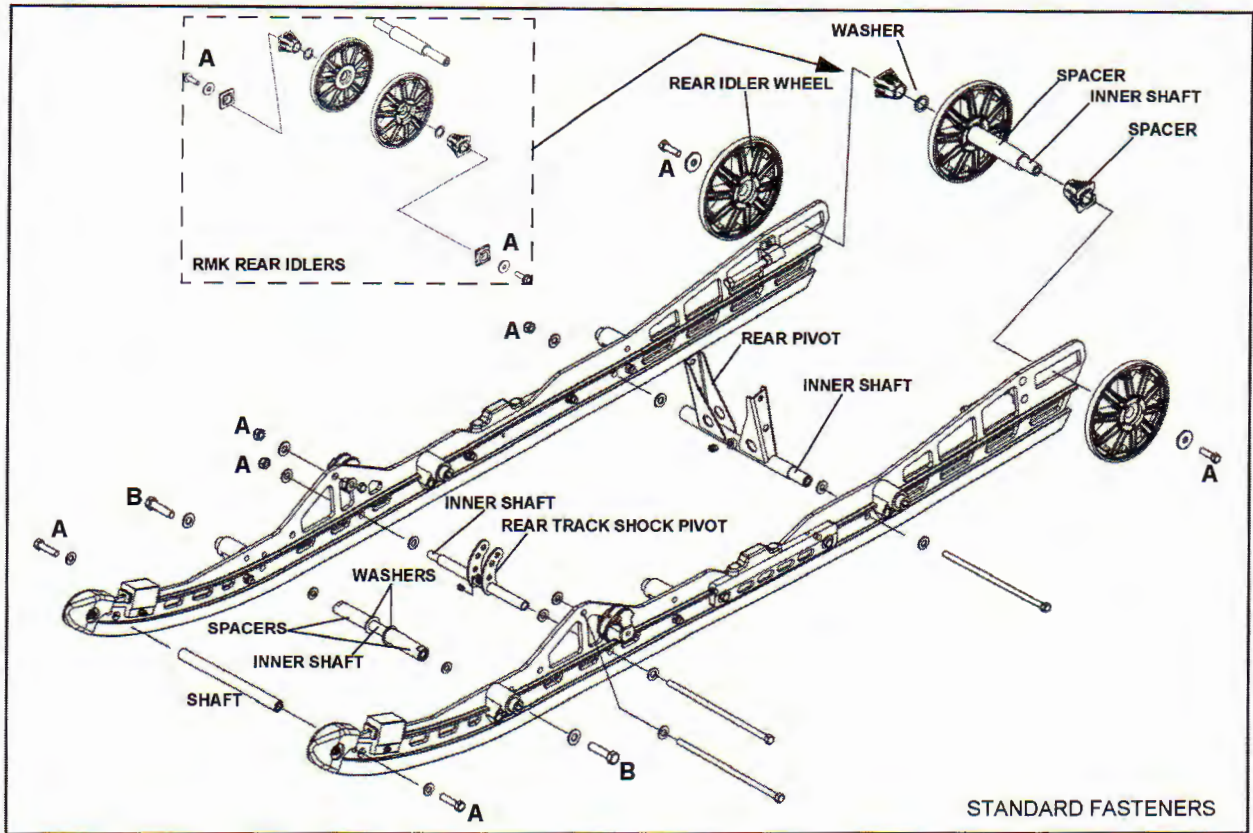 WASHER
SPACER
A
REAR IDLER WHEEL
INNER SHAFT
SPACER
A
A
RMK REAR IDLERS
A
REAR PIVOT
INNER SHAFT
A
A
A
B
INNER SHAFT
A
REAR TRACK SHOCK PIVOT
WASHERS
SPACERS
INNER SHAFT
SHAFT
B
A
STANDARD FASTENERS